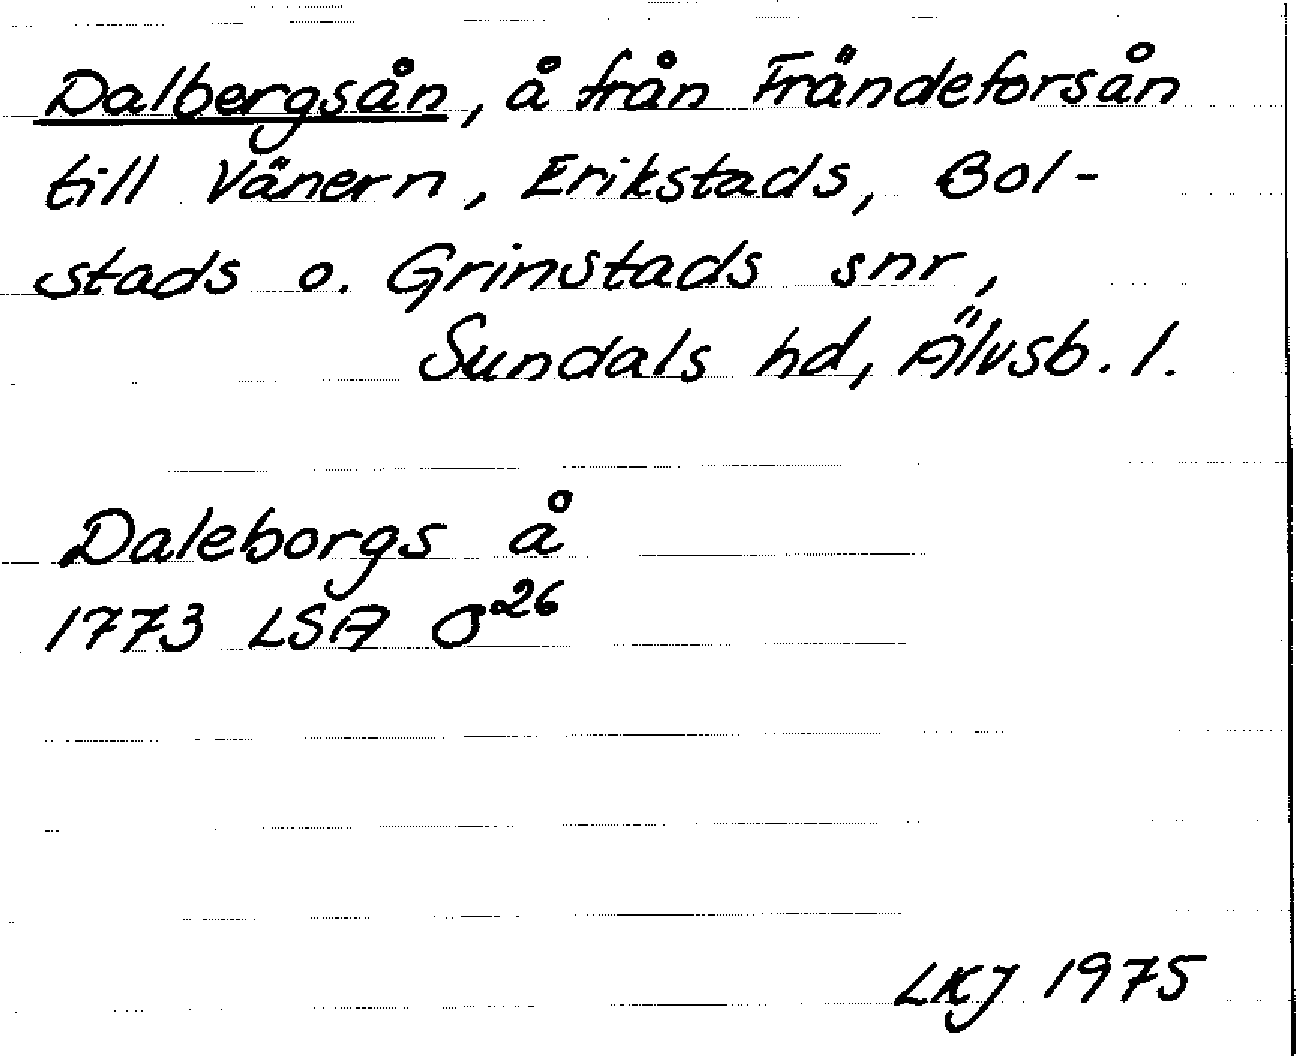 Dalbergsån, å från Frändeforsån
till Vänern, Erikstads, Bol-
stads o. Grinstads snr,
Sundals hd, Älvsb. l.
Daleborgs å
1773 LSA O²⁶
LKJ 1975